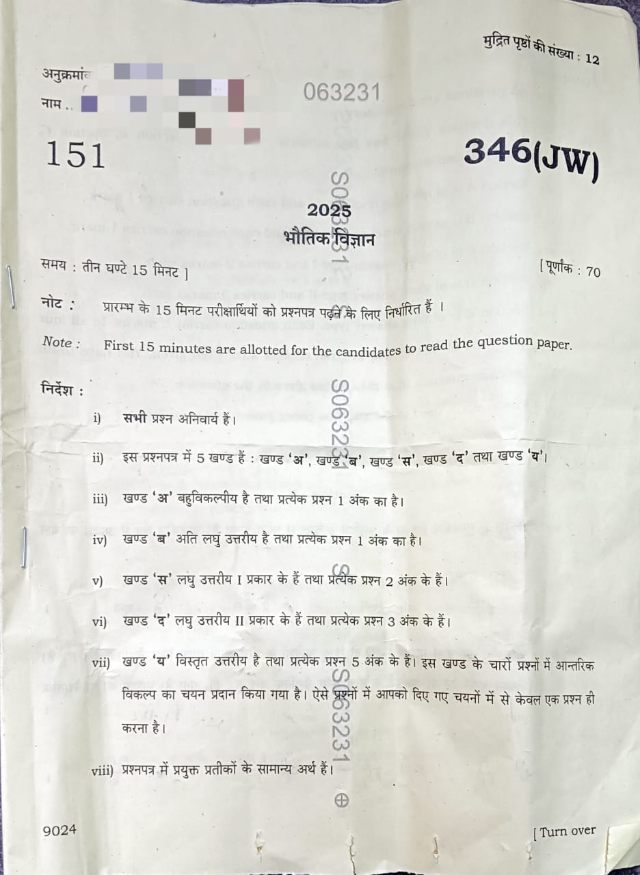 मुद्रित पृष्ठों की संख्या : 12
अनुक्रमांक
नाम ..
063231
151
346(JW)
2025
भौतिक विज्ञान
समय : तीन घण्टे 15 मिनट ]
[ पूर्णांक : 70
नोट : प्रारम्भ के 15 मिनट परीक्षार्थियों को प्रश्नपत्र पढ़ने के लिए निर्धारित हैं ।
Note : First 15 minutes are allotted for the candidates to read the question paper.
निर्देश :
i) सभी प्रश्न अनिवार्य हैं।
ii) इस प्रश्नपत्र में 5 खण्ड हैं : खण्ड ‘अ’, खण्ड ‘ब’, खण्ड ‘स’, खण्ड ‘द’ तथा खण्ड ‘य’।
iii) खण्ड ‘अ’ बहुविकल्पीय है तथा प्रत्येक प्रश्न 1 अंक का है।
iv) खण्ड ‘ब’ अति लघु उत्तरीय है तथा प्रत्येक प्रश्न 1 अंक का है।
v) खण्ड ‘स’ लघु उत्तरीय I प्रकार के हैं तथा प्रत्येक प्रश्न 2 अंक के हैं।
vi) खण्ड ‘द’ लघु उत्तरीय II प्रकार के हैं तथा प्रत्येक प्रश्न 3 अंक के हैं।
vii) खण्ड ‘य’ विस्तृत उत्तरीय है तथा प्रत्येक प्रश्न 5 अंक के हैं। इस खण्ड के चारों प्रश्नों में आन्तरिक
विकल्प का चयन प्रदान किया गया है। ऐसे प्रश्नों में आपको दिए गए चयनों में से केवल एक प्रश्न ही
करना है।
viii) प्रश्नपत्र में प्रयुक्त प्रतीकों के सामान्य अर्थ हैं।
S063231
S063231
S063231
9024
[ Turn over